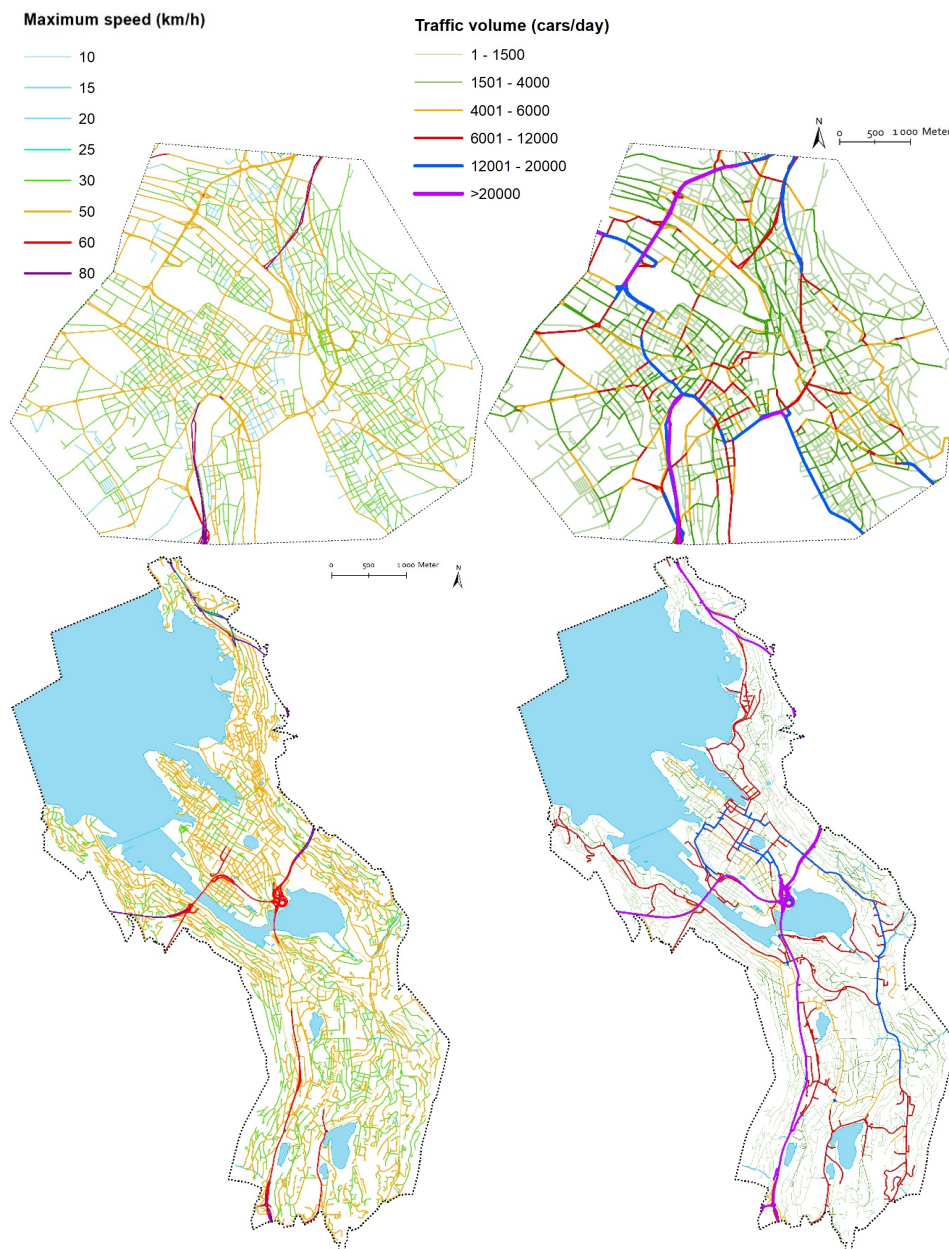 Maximum speed (km/h)
10
15
20
25
30
50
60
80
Traffic volume (cars/day)
1 - 1500
1501 - 4000
4001 - 6000
6001 - 12000
12001 - 20000
>20000
N
0 500 1 000 Meter
0 500 1 000 Meter
N